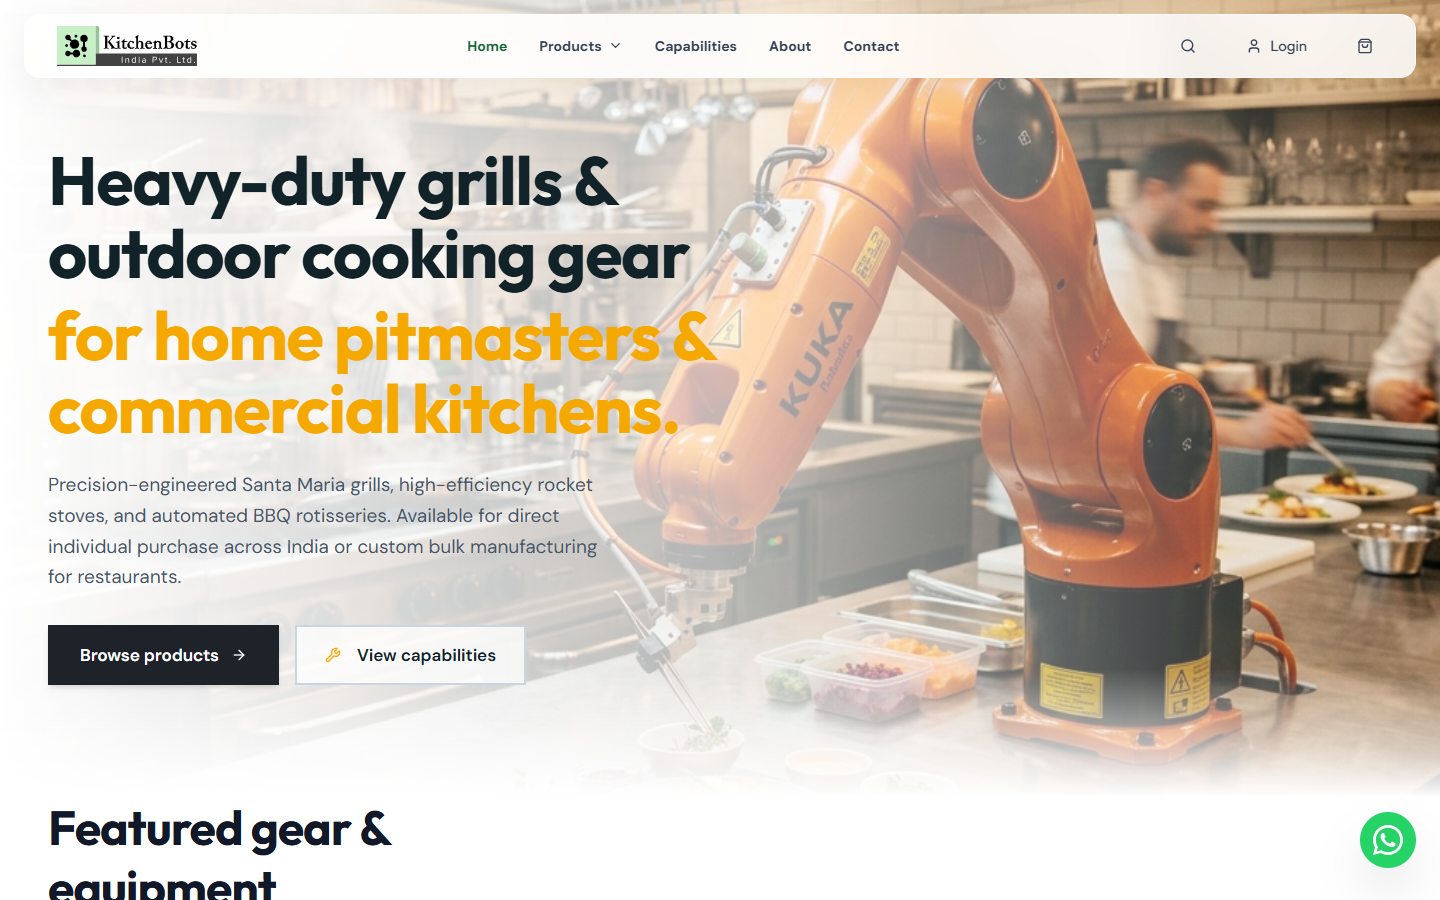 KitchenBots
India Pvt. Ltd.
Home
Products
Capabilities
About
Contact
Login
Heavy-duty grills &
outdoor cooking gear
for home pitmasters &
commercial kitchens.
Precision-engineered Santa Maria grills, high-efficiency rocket
stoves, and automated BBQ rotisseries. Available for direct
individual purchase across India or custom bulk manufacturing
for restaurants.
Browse products
View capabilities
KUKA
Featured gear &
equipment